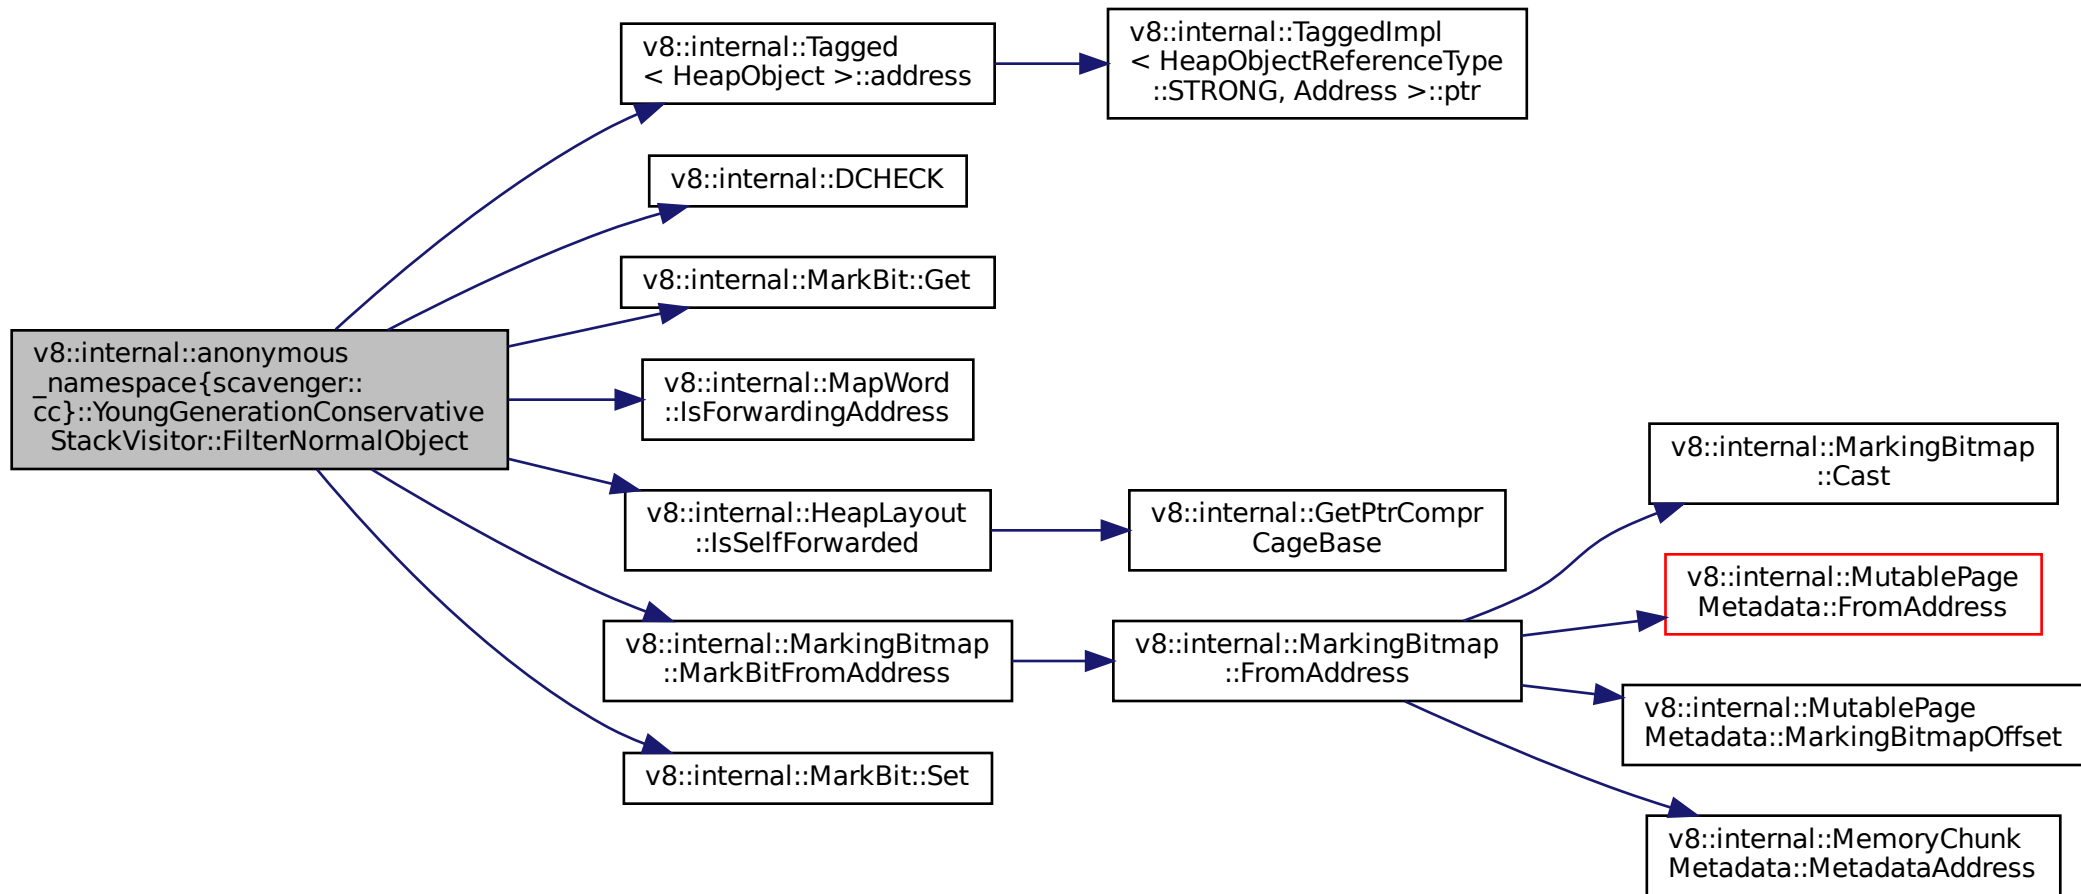 v8::internal::Tagged
< HeapObject >::address
v8::internal::TaggedImpl
< HeapObjectReferenceType
::STRONG, Address >::ptr
v8::internal::DCHECK
v8::internal::MarkBit::Get
v8::internal::anonymous
_namespace{scavenger::
cc}::YoungGenerationConservative
StackVisitor::FilterNormalObject
v8::internal::MapWord
::IsForwardingAddress
v8::internal::HeapLayout
::IsSelfForwarded
v8::internal::GetPtrCompr
CageBase
v8::internal::MarkingBitmap
::Cast
v8::internal::MutablePage
Metadata::FromAddress
v8::internal::MarkingBitmap
::MarkBitFromAddress
v8::internal::MarkingBitmap
::FromAddress
v8::internal::MutablePage
Metadata::MarkingBitmapOffset
v8::internal::MarkBit::Set
v8::internal::MemoryChunk
Metadata::MetadataAddress